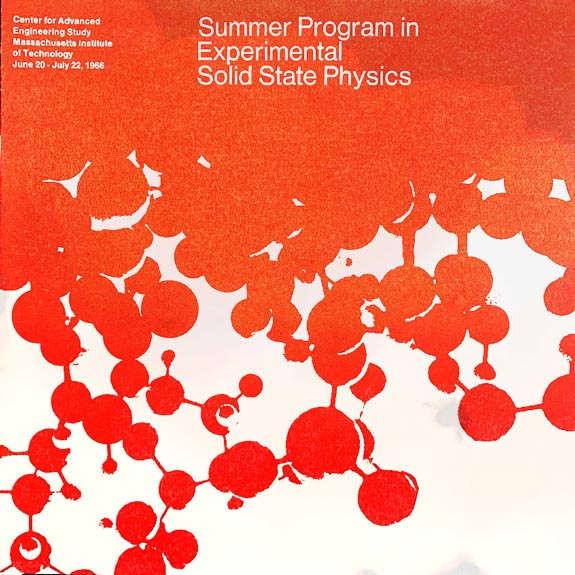 Center for Advanced
Engineering Study
Massachusetts Institute
of Technology
June 20 - July 22, 1966
Summer Program in
Experimental
Solid State Physics